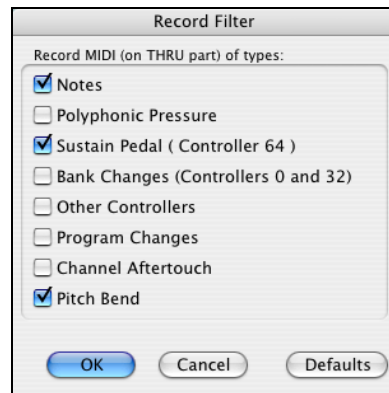 Record Filter
Record MIDI (on THRU part) of types:
Notes
Polyphonic Pressure
Sustain Pedal ( Controller 64 )
Bank Changes (Controllers 0 and 32)
Other Controllers
Program Changes
Channel Aftertouch
Pitch Bend
OK Cancel Defaults